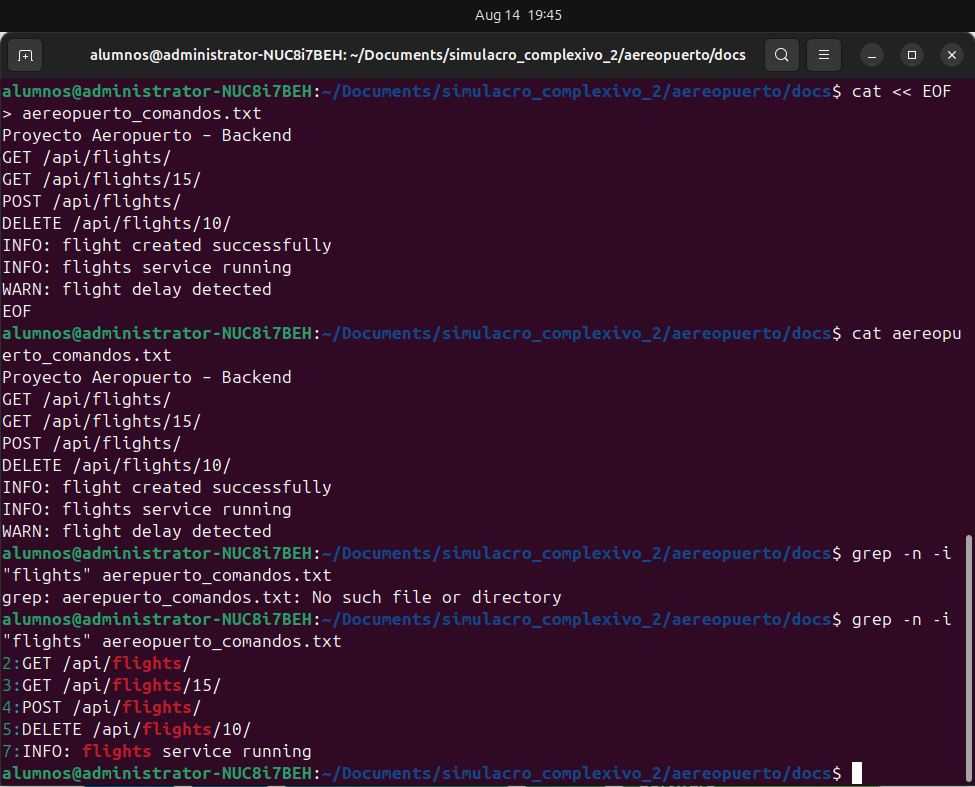 Aug 14 19:45
alumnos@administrator-NUC8i7BEH: ~/Documents/simulacro_complexivo_2/aereopuerto/docs
alumnos@administrator-NUC8i7BEH:~/Documents/simulacro_complexivo_2/aereopuerto/docs$ cat << EOF
> aereopuerto_comandos.txt
Proyecto Aeropuerto – Backend
GET /api/flights/
GET /api/flights/15/
POST /api/flights/
DELETE /api/flights/10/
INFO: flight created successfully
INFO: flights service running
WARN: flight delay detected
EOF
alumnos@administrator-NUC8i7BEH:~/Documents/simulacro_complexivo_2/aereopuerto/docs$ cat aereopu
erto_comandos.txt
Proyecto Aeropuerto – Backend
GET /api/flights/
GET /api/flights/15/
POST /api/flights/
DELETE /api/flights/10/
INFO: flight created successfully
INFO: flights service running
WARN: flight delay detected
alumnos@administrator-NUC8i7BEH:~/Documents/simulacro_complexivo_2/aereopuerto/docs$ grep -n -i
"flights" aerepuerto_comandos.txt
grep: aerepuerto_comandos.txt: No such file or directory
alumnos@administrator-NUC8i7BEH:~/Documents/simulacro_complexivo_2/aereopuerto/docs$ grep -n -i
"flights" aereopuerto_comandos.txt
2:GET /api/flights/
3:GET /api/flights/15/
4:POST /api/flights/
5:DELETE /api/flights/10/
7:INFO: flights service running
alumnos@administrator-NUC8i7BEH:~/Documents/simulacro_complexivo_2/aereopuerto/docs$